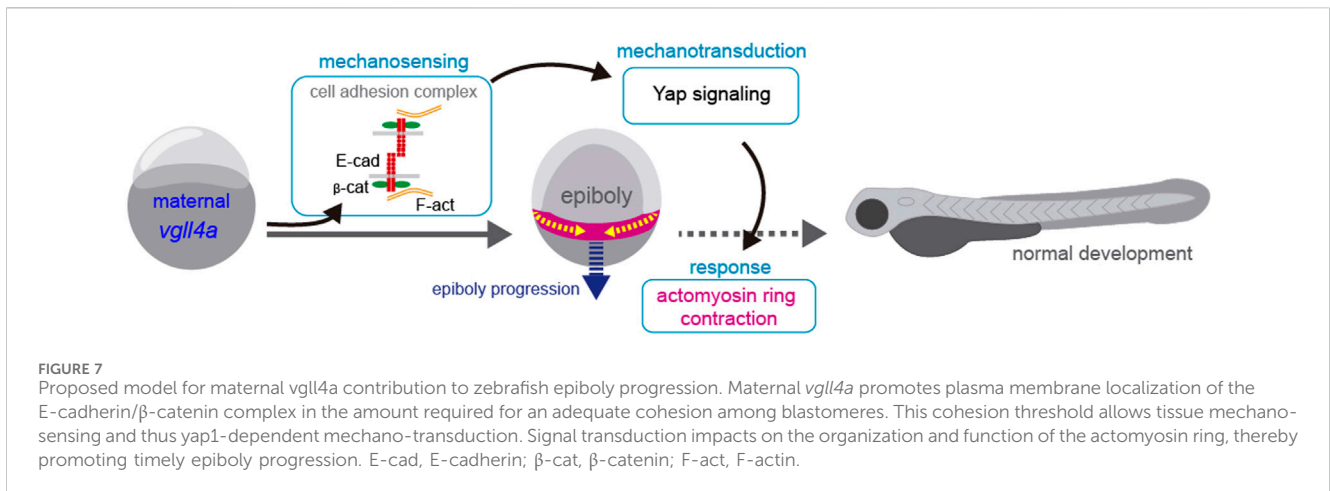 mechanosensing
cell adhesion complex
E-cad
β-cat
F-act
maternal
vgll4a
mechanotransduction
Yap signaling
epiboly
epiboly progression
response
actomyosin ring
contraction
normal development
FIGURE 7
Proposed model for maternal vgll4a contribution to zebrafish epiboly progression. Maternal vgll4a promotes plasma membrane localization of the
E-cadherin/β-catenin complex in the amount required for an adequate cohesion among blastomeres. This cohesion threshold allows tissue mechano-
sensing and thus yap1-dependent mechano-transduction. Signal transduction impacts on the organization and function of the actomyosin ring, thereby
promoting timely epiboly progression. E-cad, E-cadherin; β-cat, β-catenin; F-act, F-actin.